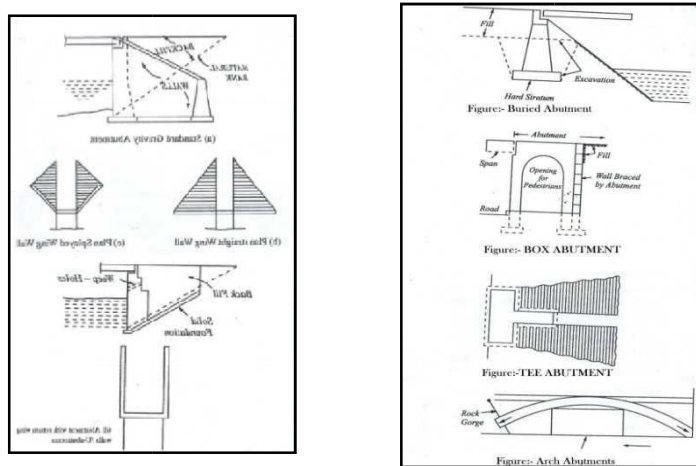 BACKFILL
NATURAL
BANK
WALLS
(a) Standard Gravity Abutment
(c) Plan Splayed Wing Wall
(b) Plan straight Wing Wall
Weep - Holes
Back Fill
Solid
Foundation
Abutment with return wing
walls U-abutments
Fill
Excavation
Hard Stratum
Figure:- Buried Abutment
Abutment
Span
Fill
Opening
for
Pedestrians
Wall Braced
by Abutment
Road
Figure:- BOX ABUTMENT
Figure:-TEE ABUTMENT
Rock
Gorge
Figure:- Arch Abutments